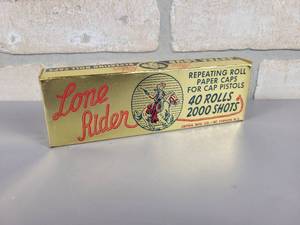 Lone
Rider
REPEATING ROLL
PAPER CAPS
FOR CAP PISTOLS
40 ROLLS
2000 SHOTS